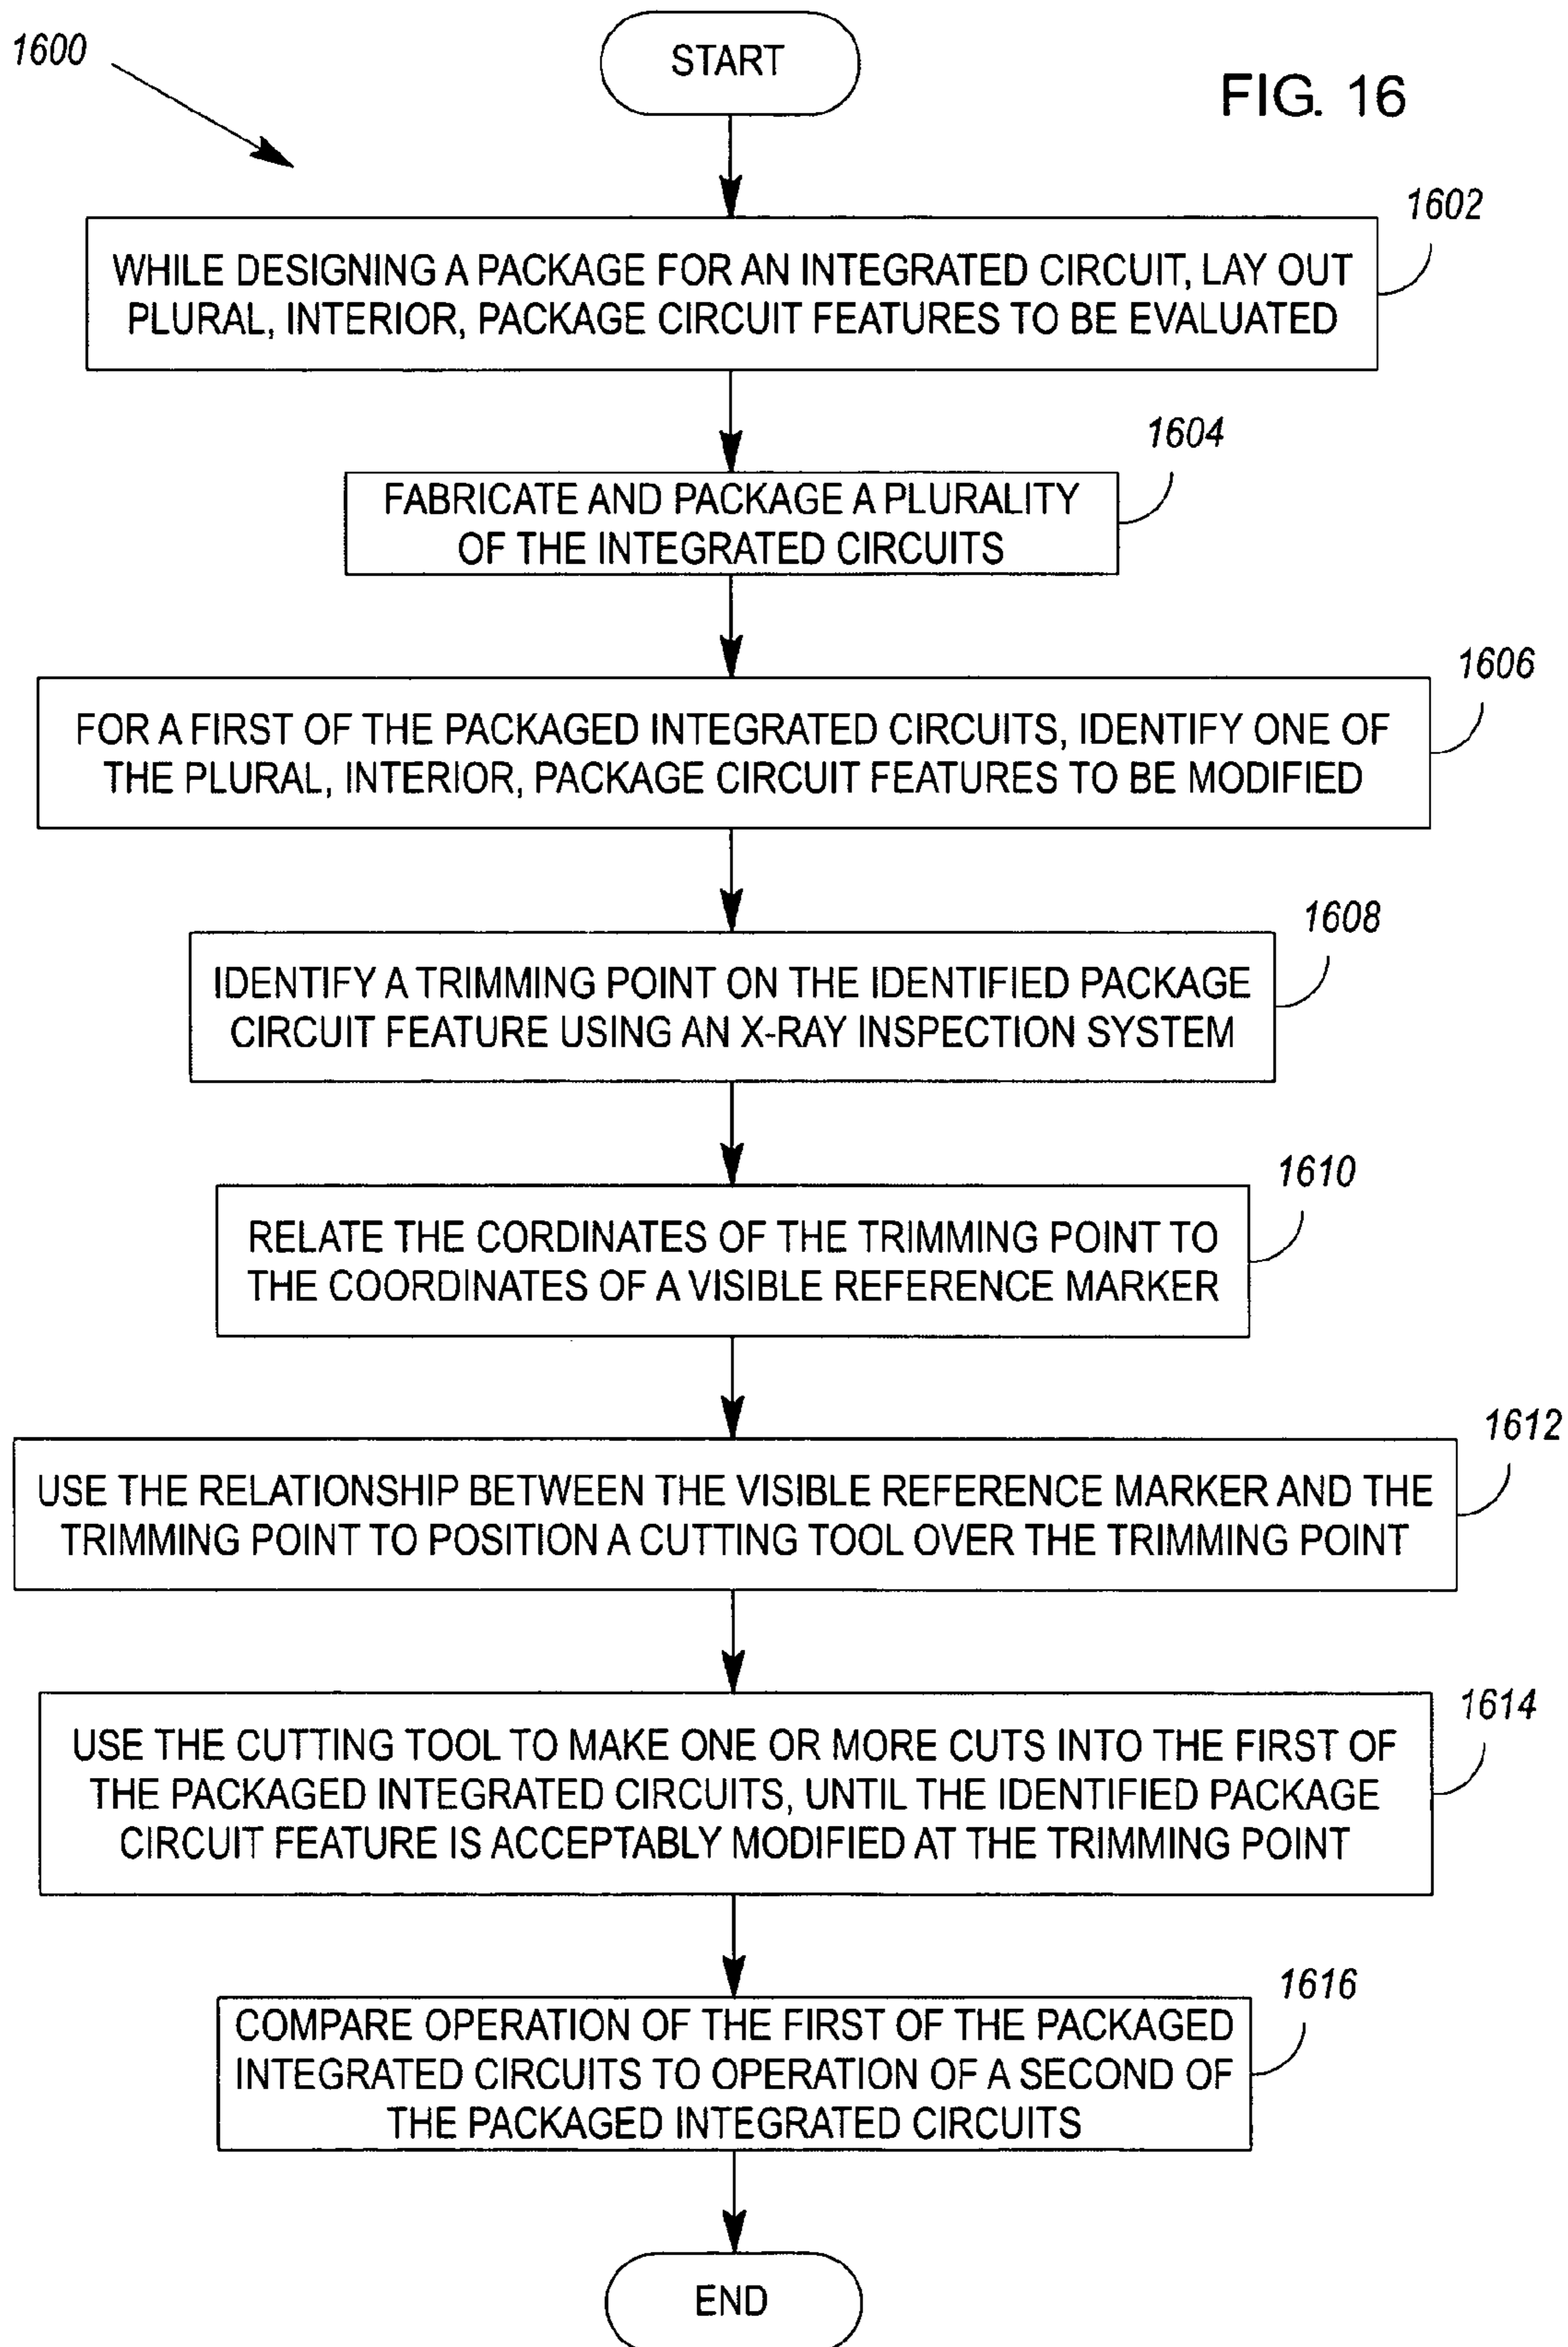 1600
START
FIG. 16
1602
WHILE DESIGNING A PACKAGE FOR AN INTEGRATED CIRCUIT, LAY OUT
PLURAL, INTERIOR, PACKAGE CIRCUIT FEATURES TO BE EVALUATED
1604
FABRICATE AND PACKAGE A PLURALITY
OF THE INTEGRATED CIRCUITS
1606
FOR A FIRST OF THE PACKAGED INTEGRATED CIRCUITS, IDENTIFY ONE OF
THE PLURAL, INTERIOR, PACKAGE CIRCUIT FEATURES TO BE MODIFIED
1608
IDENTIFY A TRIMMING POINT ON THE IDENTIFIED PACKAGE
CIRCUIT FEATURE USING AN X-RAY INSPECTION SYSTEM
1610
RELATE THE CORDINATES OF THE TRIMMING POINT TO
THE COORDINATES OF A VISIBLE REFERENCE MARKER
1612
USE THE RELATIONSHIP BETWEEN THE VISIBLE REFERENCE MARKER AND THE
TRIMMING POINT TO POSITION A CUTTING TOOL OVER THE TRIMMING POINT
1614
USE THE CUTTING TOOL TO MAKE ONE OR MORE CUTS INTO THE FIRST OF
THE PACKAGED INTEGRATED CIRCUITS, UNTIL THE IDENTIFIED PACKAGE
CIRCUIT FEATURE IS ACCEPTABLY MODIFIED AT THE TRIMMING POINT
1616
COMPARE OPERATION OF THE FIRST OF THE PACKAGED
INTEGRATED CIRCUITS TO OPERATION OF A SECOND OF
THE PACKAGED INTEGRATED CIRCUITS
END